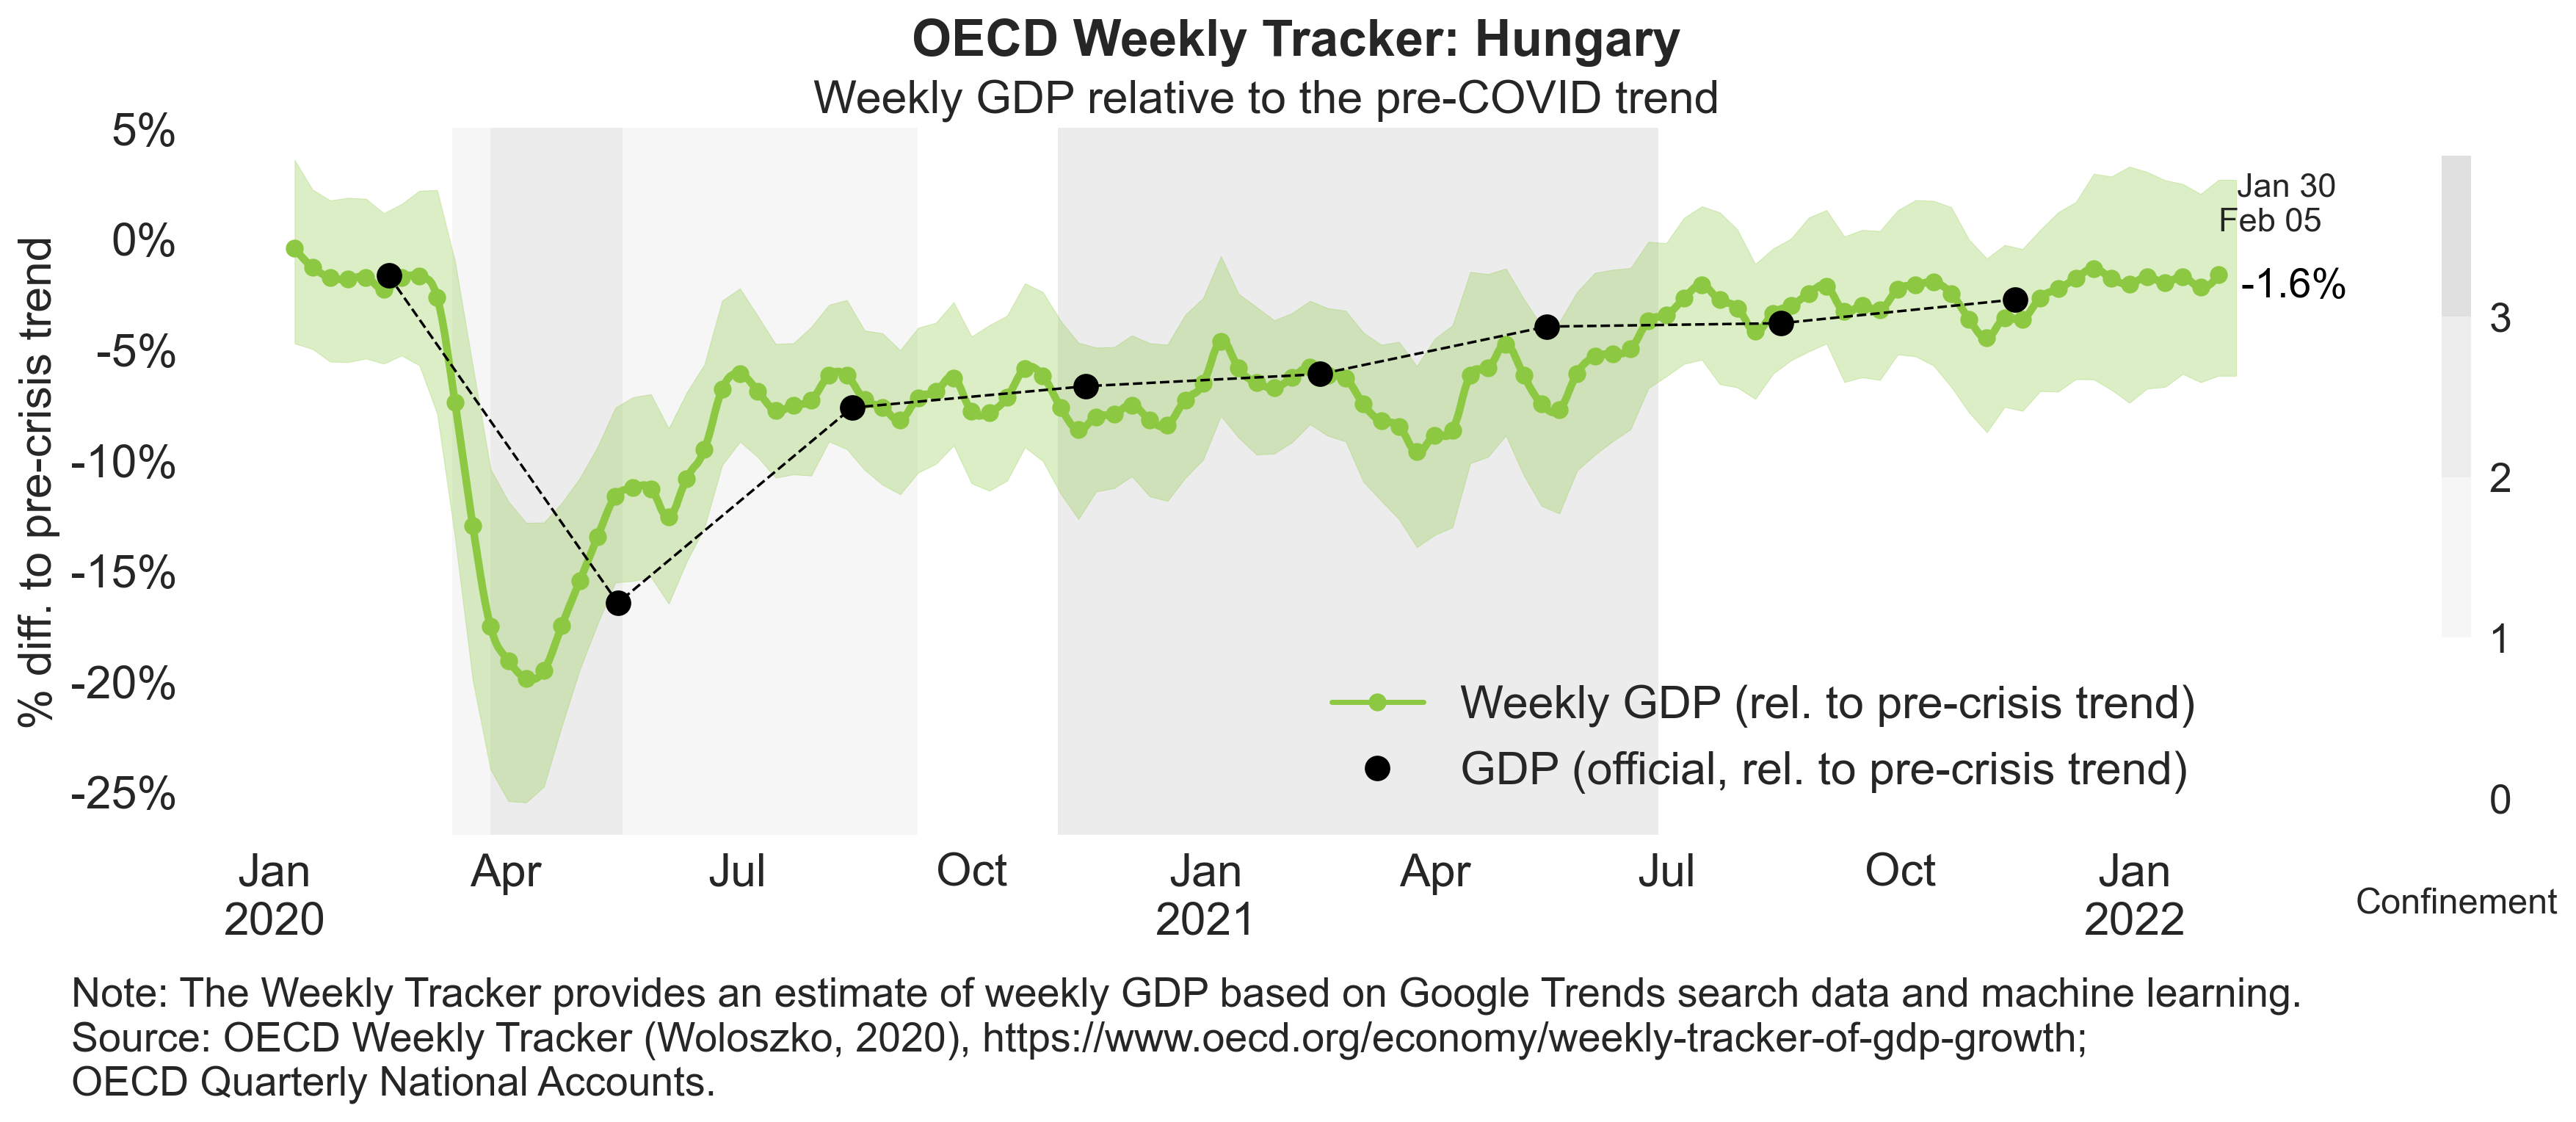 OECD Weekly Tracker: Hungary
Weekly GDP relative to the pre-COVID trend
% diff. to pre-crisis trend
5%
0%
-5%
-10%
-15%
-20%
-25%
Jan 30
Feb 05
-1.6%
Weekly GDP (rel. to pre-crisis trend)
GDP (official, rel. to pre-crisis trend)
3
2
1
0
Confinement
Jan Apr Jul Oct Jan Apr Jul Oct Jan
2020 2021 2022
Note: The Weekly Tracker provides an estimate of weekly GDP based on Google Trends search data and machine learning.
Source: OECD Weekly Tracker (Woloszko, 2020), https://www.oecd.org/economy/weekly-tracker-of-gdp-growth;
OECD Quarterly National Accounts.